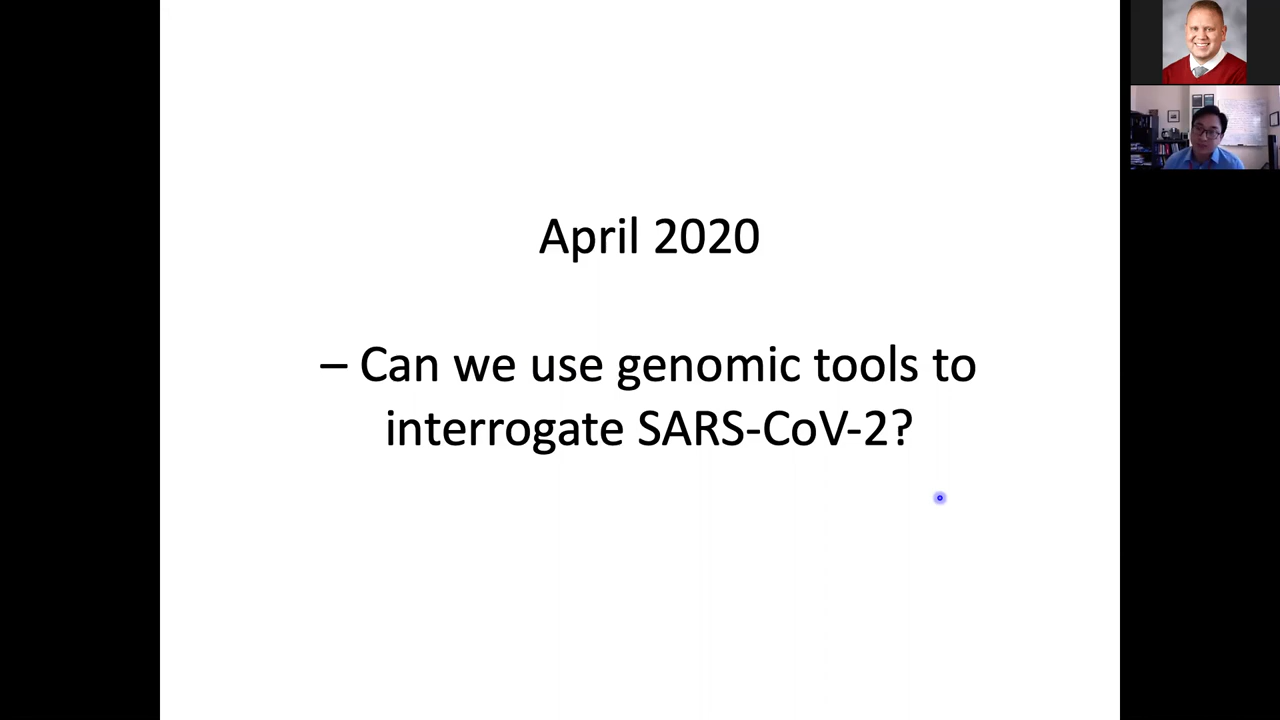 April 2020
– Can we use genomic tools to
interrogate SARS-CoV-2?